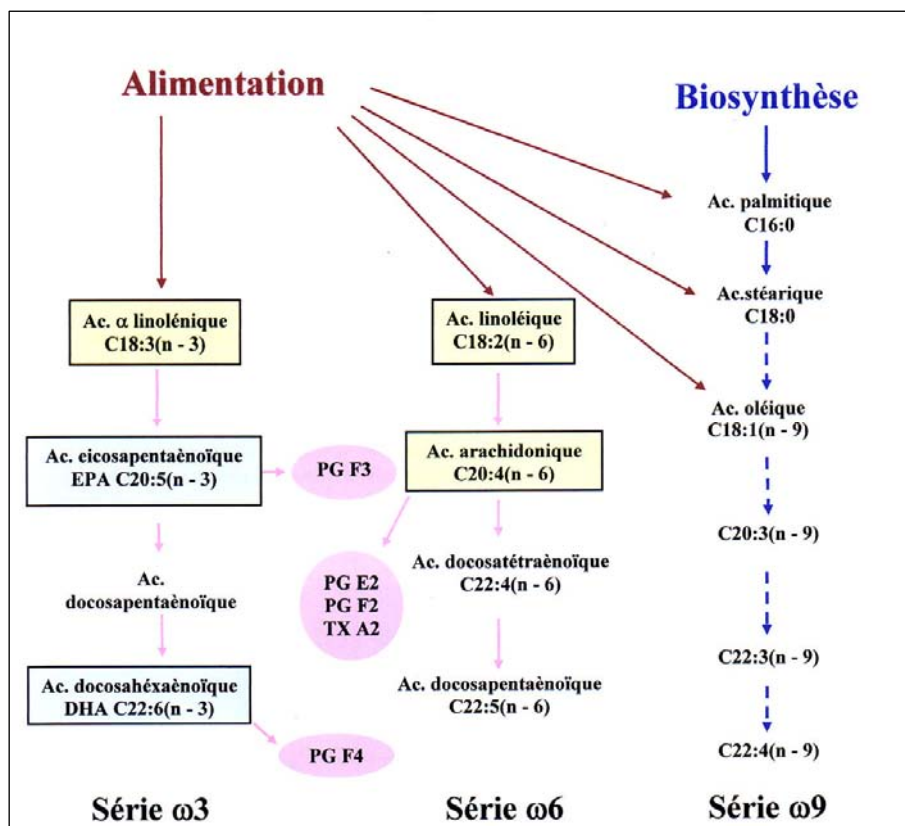 Alimentation
Biosynthèse
Ac. palmitique
C16:0
Ac.stéarique
C18:0
Ac. α linolénique
C18:3(n - 3)
Ac. linoléique
C18:2(n - 6)
Ac. oléique
C18:1(n - 9)
Ac. eicosapentaènoïque
EPA C20:5(n - 3)
PG F3
Ac. arachidonique
C20:4(n - 6)
C20:3(n - 9)
Ac.
docosapentaènoïque
PG E2
PG F2
TX A2
Ac. docosatétraènoïque
C22:4(n - 6)
C22:3(n - 9)
Ac. docosahéxaènoïque
DHA C22:6(n - 3)
Ac. docosapentaènoïque
C22:5(n - 6)
PG F4
C22:4(n - 9)
Série ω3
Série ω6
Série ω9